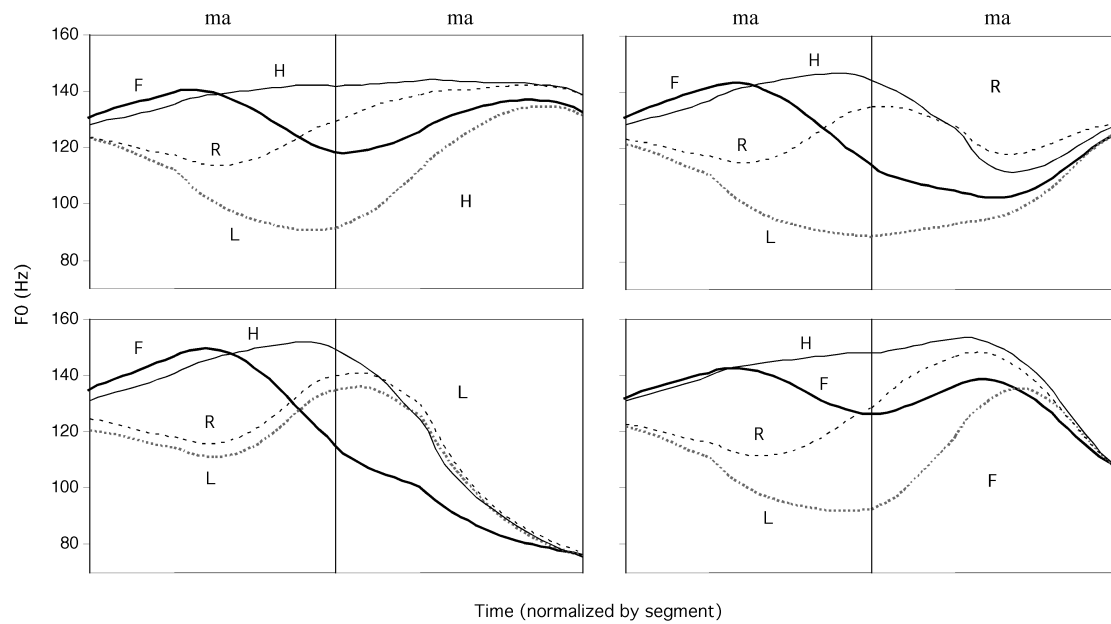 ma ma ma ma
160
140
120
100
80
F H R L H
F H R L R
F0 (Hz)
160
140
120
100
80
F H R L L
H F R L F
Time (normalized by segment)